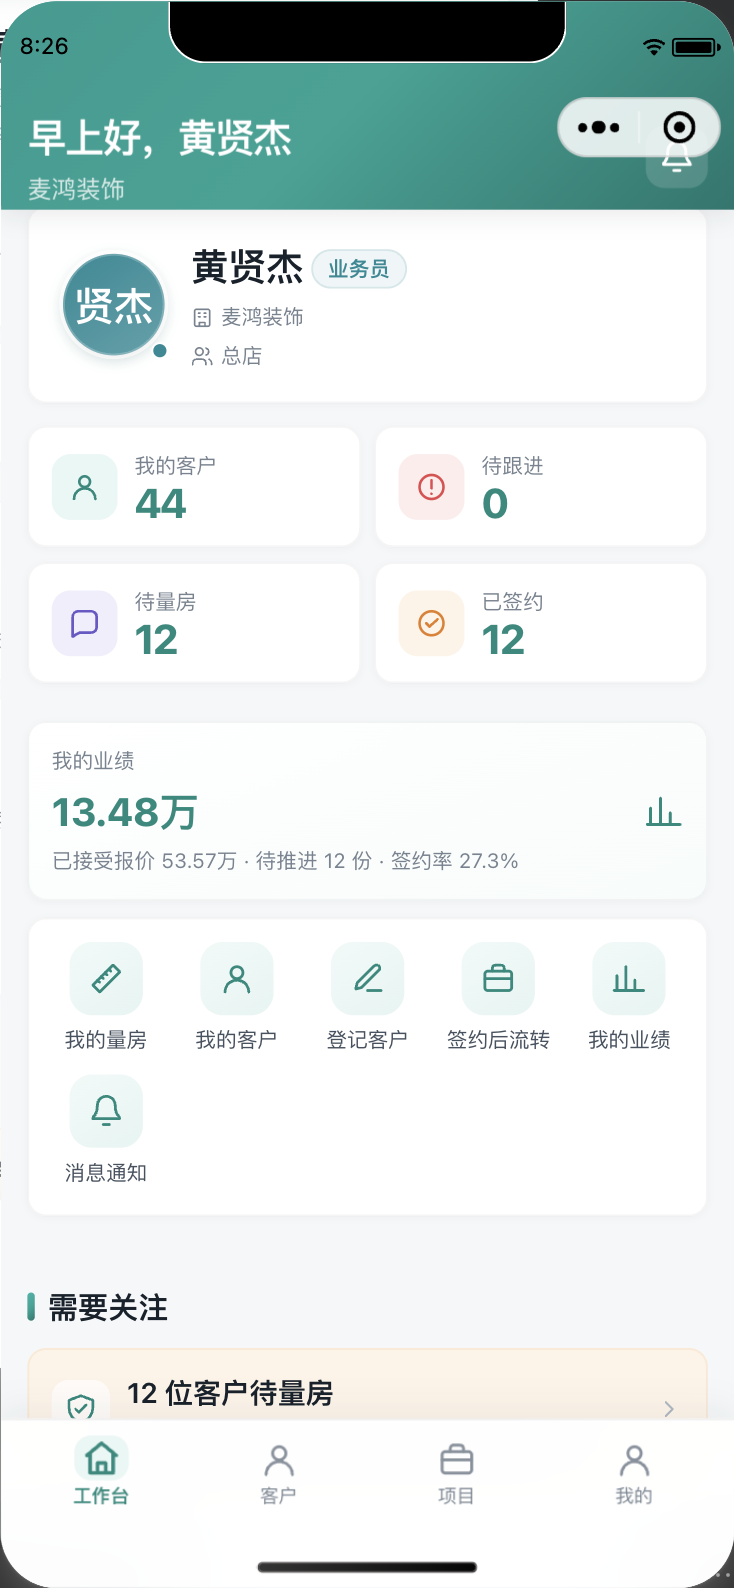 8:26
早上好，黄贤杰
麦鸿装饰
贤杰
黄贤杰 业务员
麦鸿装饰
总店
我的客户
44
待跟进
0
待量房
12
已签约
12
我的业绩
13.48万
已接受报价 53.57万 · 待推进 12 份 · 签约率 27.3%
我的量房 我的客户 登记客户 签约后流转 我的业绩
消息通知
需要关注
12 位客户待量房
工作台 客户 项目 我的